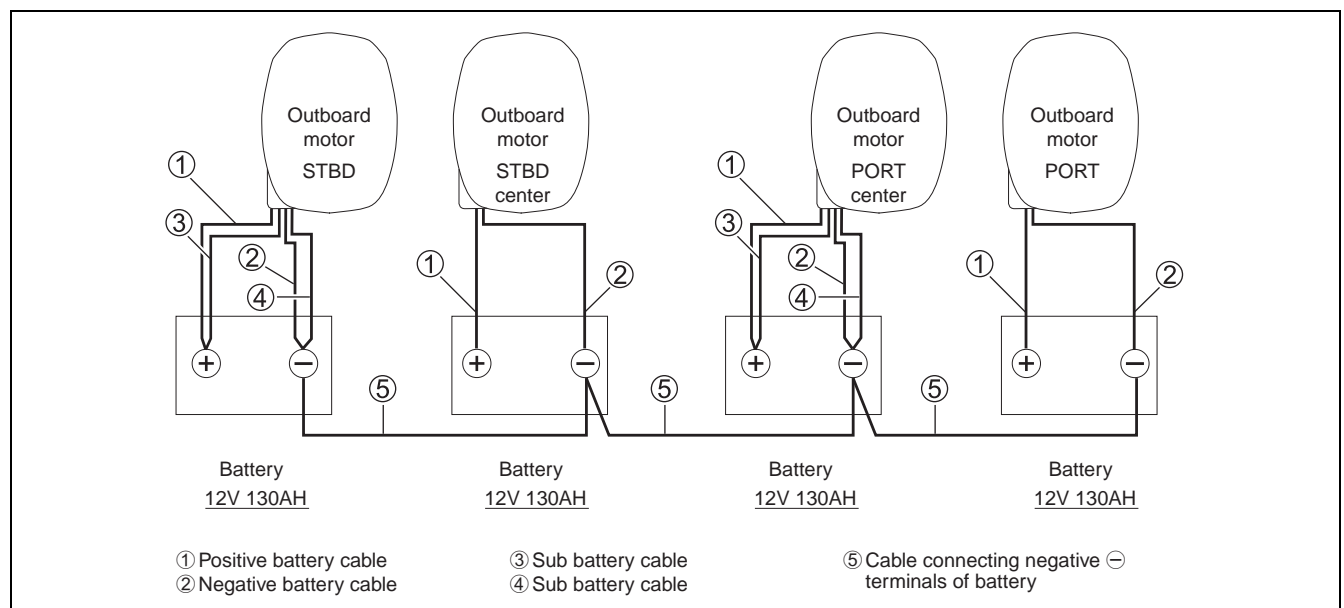 Outboard
motor
STBD
Outboard
motor
STBD
center
Outboard
motor
PORT
center
Outboard
motor
PORT
①
③
②
④
①
②
①
③
②
④
①
②
+
−
+
−
+
−
+
−
⑤
⑤
⑤
Battery
12V 130AH
Battery
12V 130AH
Battery
12V 130AH
Battery
12V 130AH
① Positive battery cable
② Negative battery cable
③ Sub battery cable
④ Sub battery cable
⑤ Cable connecting negative ⊖
terminals of battery